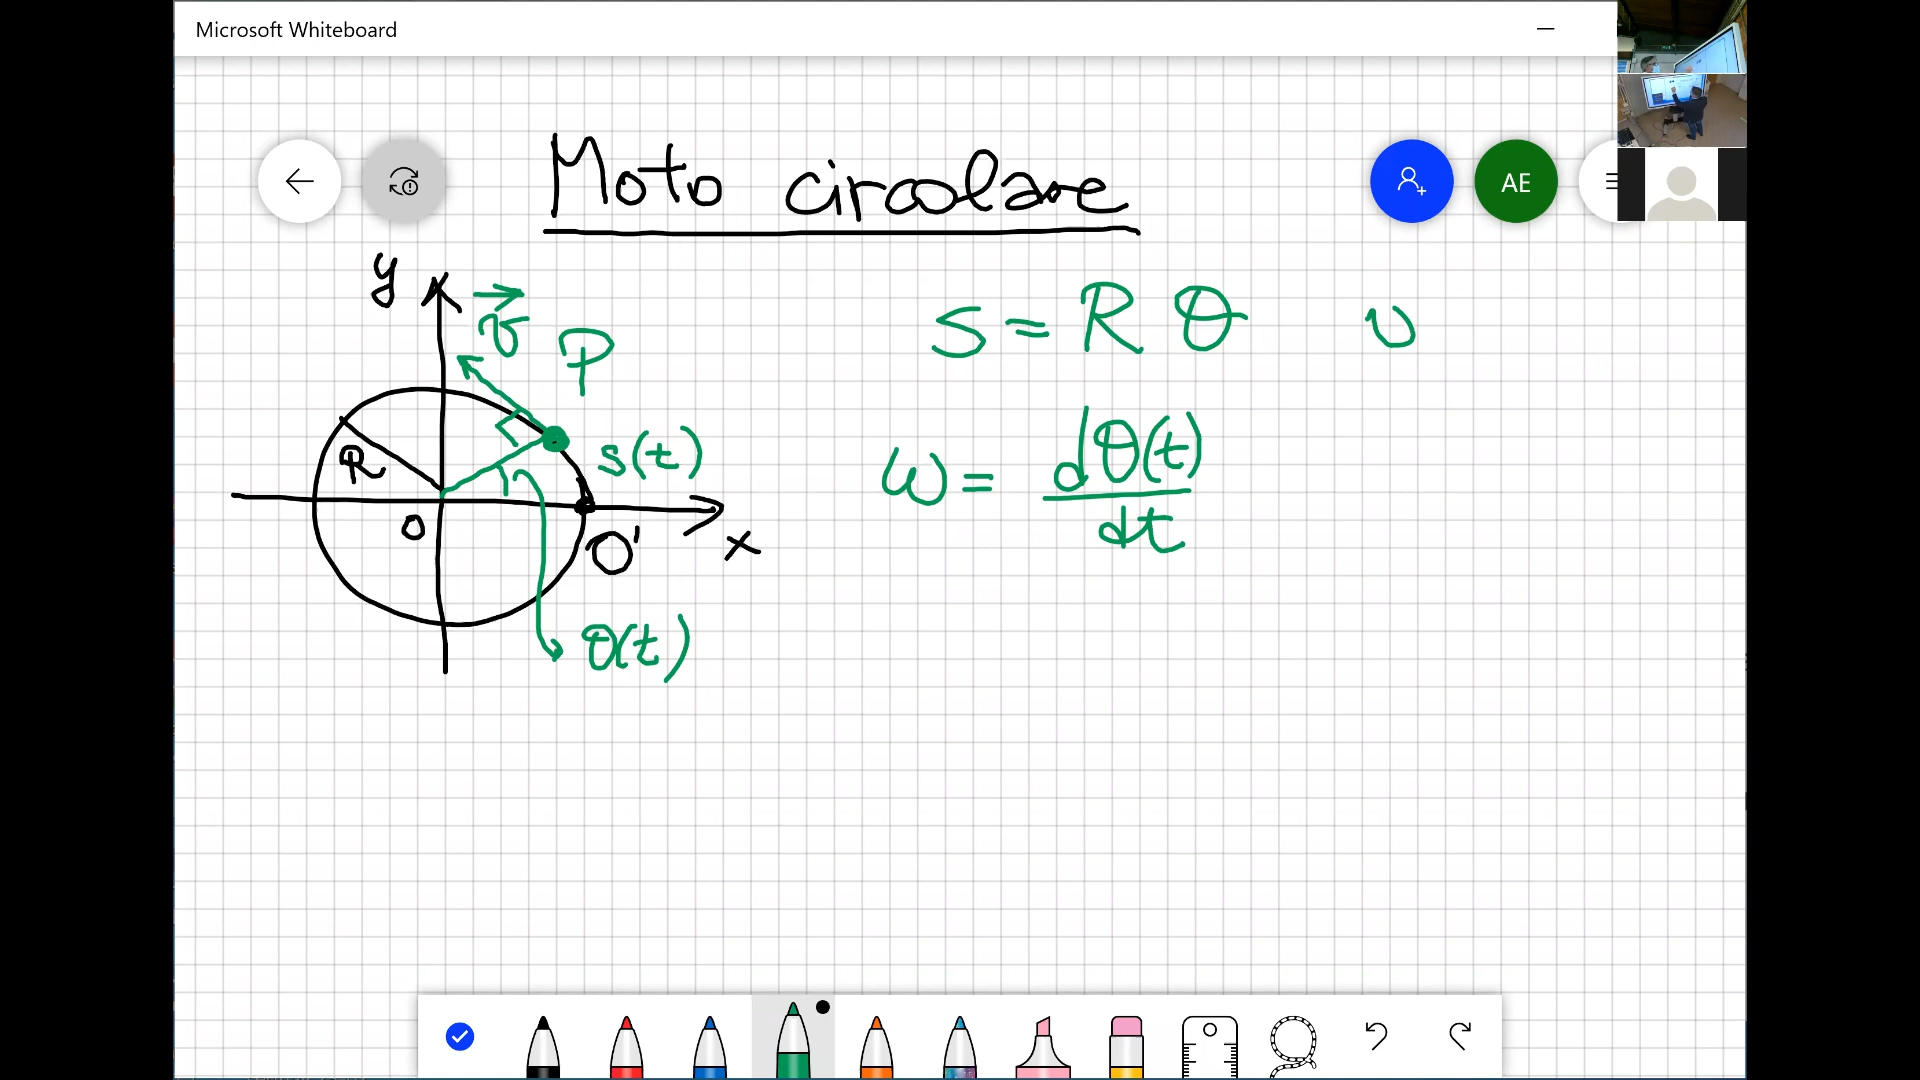 Microsoft Whiteboard
Moto circolare
AE
y
v
P
s = R θ
v
R
s(t)
ω = dθ(t)/dt
O
O'
x
θ(t)